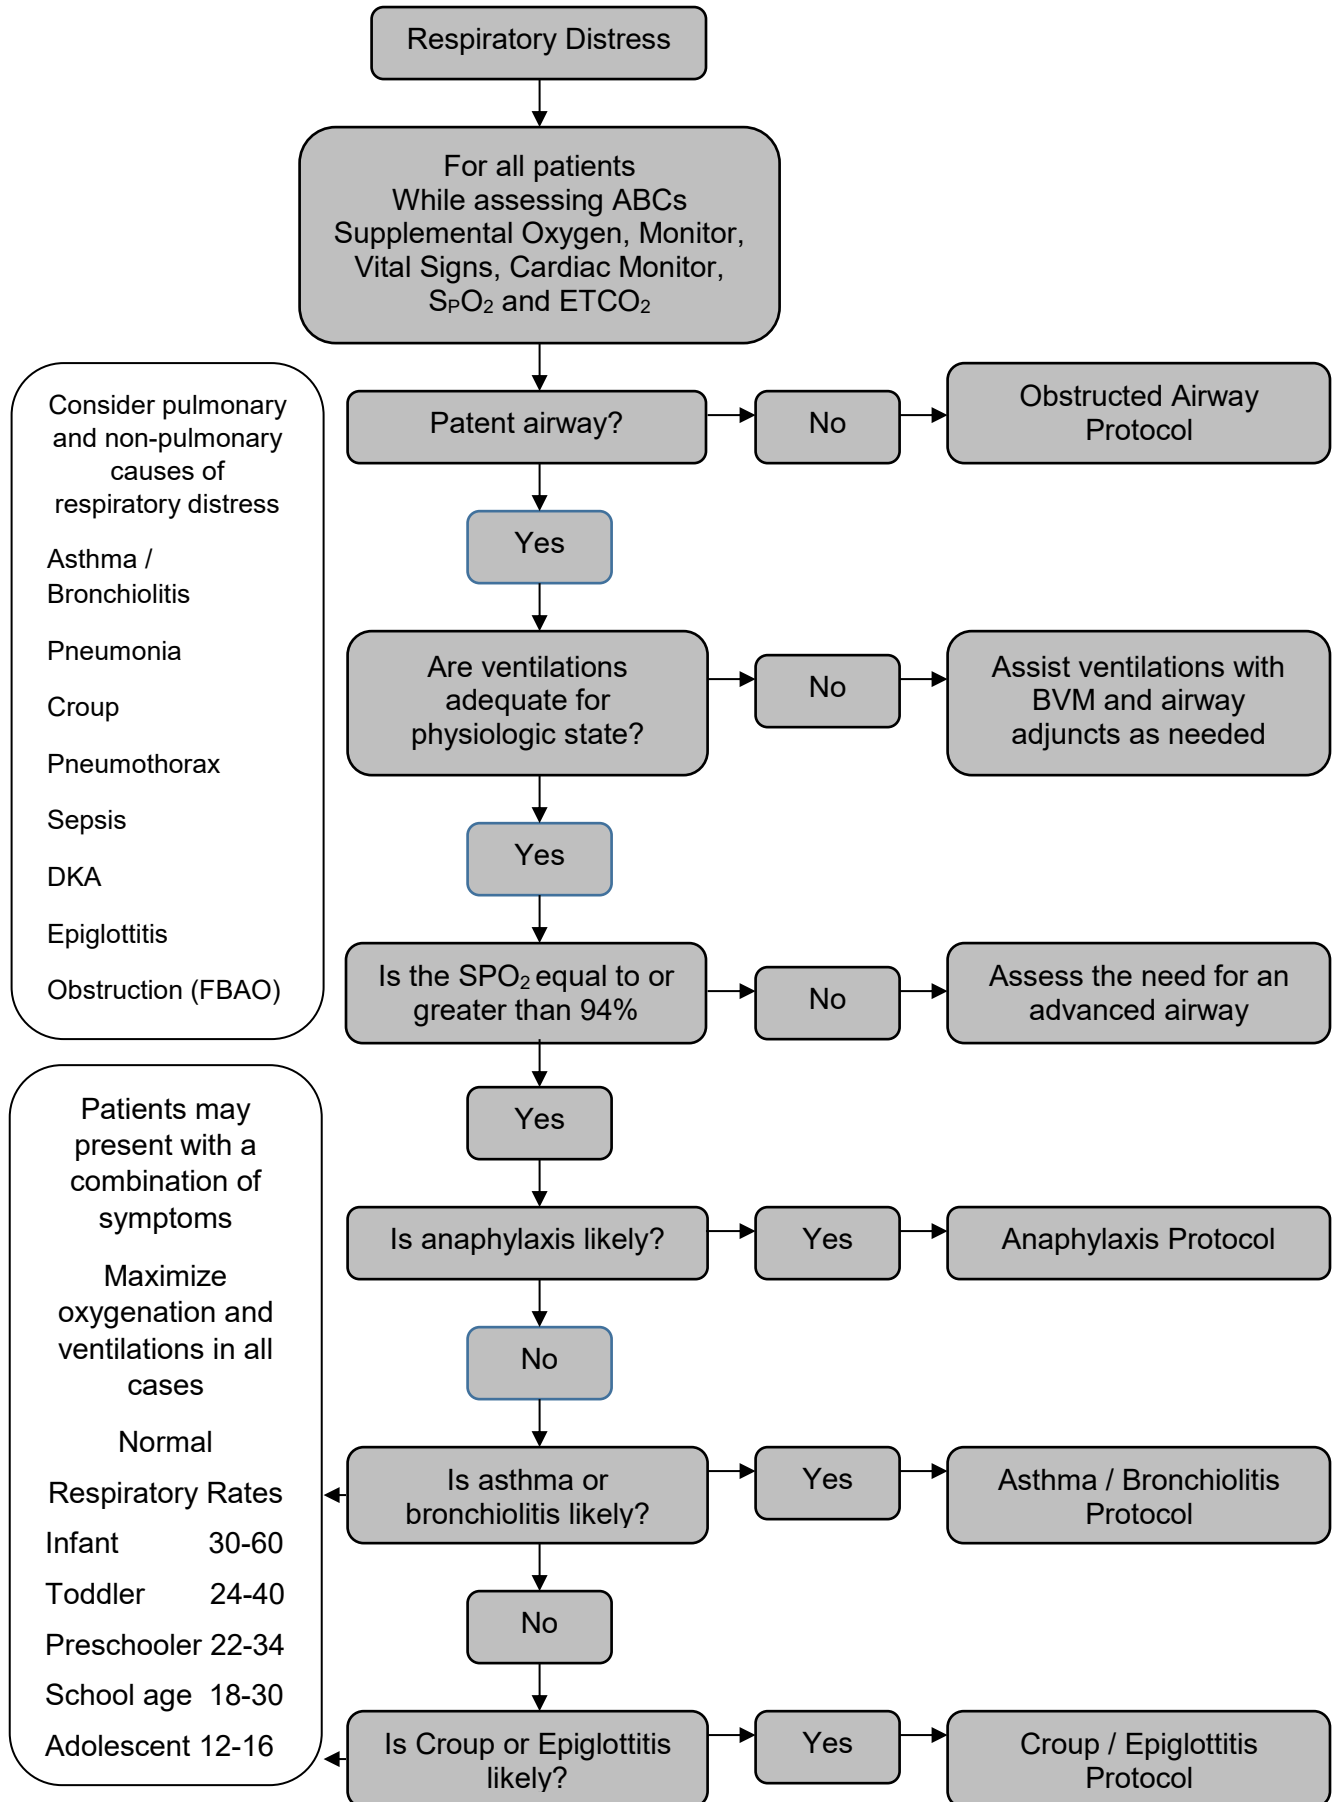 Respiratory Distress
For all patients
While assessing ABCs
Supplemental Oxygen, Monitor,
Vital Signs, Cardiac Monitor,
SPO2 and ETCO2
Patent airway?
No
Obstructed Airway
Protocol
Yes
Are ventilations
adequate for
physiologic state?
No
Assist ventilations with
BVM and airway
adjuncts as needed
Yes
Is the SPO2 equal to or
greater than 94%
No
Assess the need for an
advanced airway
Yes
Is anaphylaxis likely?
Yes
Anaphylaxis Protocol
No
Is asthma or
bronchiolitis likely?
Yes
Asthma / Bronchiolitis
Protocol
No
Is Croup or Epiglottitis
likely?
Yes
Croup / Epiglottitis
Protocol
Consider pulmonary
and non-pulmonary
causes of
respiratory distress
Asthma /
Bronchiolitis
Pneumonia
Croup
Pneumothorax
Sepsis
DKA
Epiglottitis
Obstruction (FBAO)
Patients may
present with a
combination of
symptoms
Maximize
oxygenation and
ventilations in all
cases
Normal
Respiratory Rates
Infant 30-60
Toddler 24-40
Preschooler 22-34
School age 18-30
Adolescent 12-16